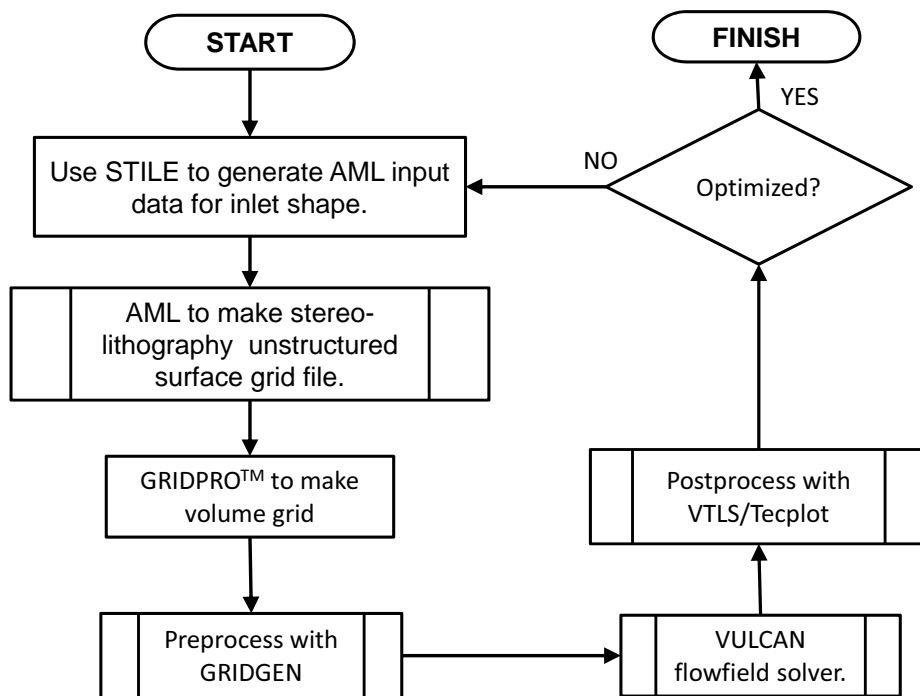 START
Use STILE to generate AML input
data for inlet shape.
AML to make stereo-
lithography unstructured
surface grid file.
GRIDPRO™ to make
volume grid
Preprocess with
GRIDGEN
VULCAN
flowfield solver.
Postprocess with
VTLS/Tecplot
Optimized?
NO
YES
FINISH